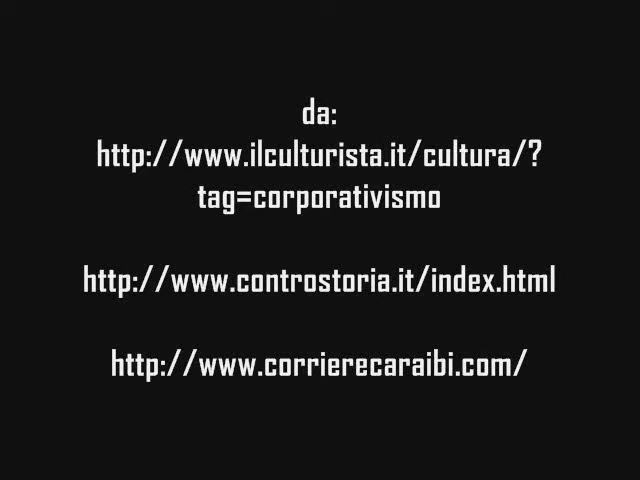 da:
http://www.ilculturista.it/cultura/?
tag=corporativismo
http://www.controstoria.it/index.html
http://www.corrierecaraibi.com/